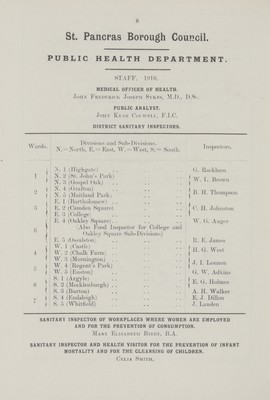 8
St. Pancras Borough Council.
PUBLIC HEALTH DEPARTMENT.
STAFF, 1910.
MEDICAL OFFICER OF HEALTH.
John Frederick Joseph Sykes, M.D., D.Sc.
PUBLIC ANALYST.
John Kear Colwell, F.I.C.
DISTRICT SANITARY INSPECTORS.
Wards. Divisions and Sub-Divisions. Inspectors.
N.=North, E.=East, W.=West, S.=South.
N. 1 (Highgate) G. Rackham
1 N. 2 (St. John's Park)
N. 3 (Gospel Oak) W. L. Brown
2 N. 4 (Grafton) B. H. Thompson
N. 5 (Maitland Park)
E. 1 (Bartholomew)
3 E. 2 (Camden Square) C. H. Johnston
E. 3 (College)
E. 4 (Oakley Square) W. G. Auger
6 (Also Food Inspector for College and
Oakley Square Sub-Divisions)
E. 5 (Ossulston) R. E. James
W. 1 (Castle) H. G. West
4 W. 2 (Chalk Farm)
W. 3 (Mornington) J. I. Lonnen
5 W. 4 (Regent's Park)
W. 5 (Euston) G. W. Adkins
S. 1 (Argyle) E. G. Holmes
8 S. 2 (Mecklenburgh)
S. 3 (Burton) A. H. Walker
7 S. 4 (Endsleigh) E. J. Dillon
S. 5 (Whitfield) J. Landen
SANITARY INSPECTOR OF WORKPLACES WHERE WOMEN ARE EMPLOYED
AND FOR THE PREVENTION OF CONSUMPTION.
Mary Elizabeth Bibby, B.A.
SANITARY INSPECTOR AND HEALTH VISITOR FOR THE PREVENTION OF INFANT
MORTALITY AND FOR THE CLEANSING OF CHILDREN.
Celia Smith.